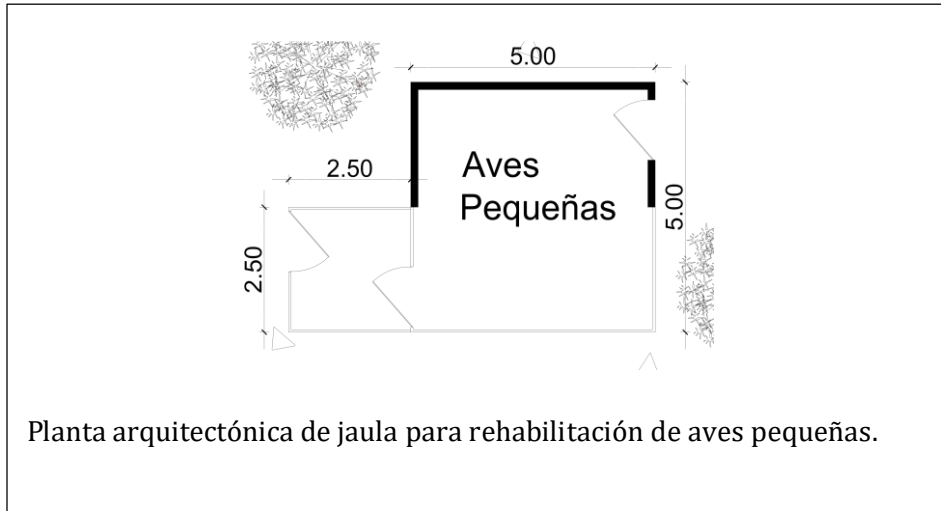 5.00
2.50
Aves
Pequeñas
5.00
2.50
Planta arquitectónica de jaula para rehabilitación de aves pequeñas.